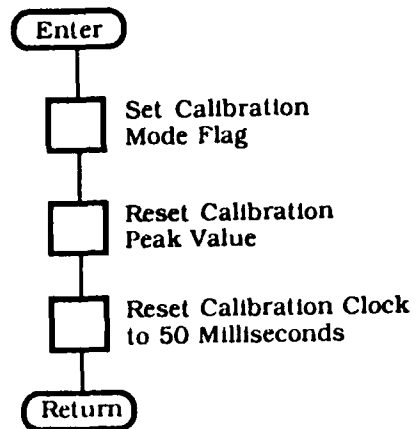 Enter
Set Calibration
Mode Flag
Reset Calibration
Peak Value
Reset Calibration Clock
to 50 Milliseconds
Return